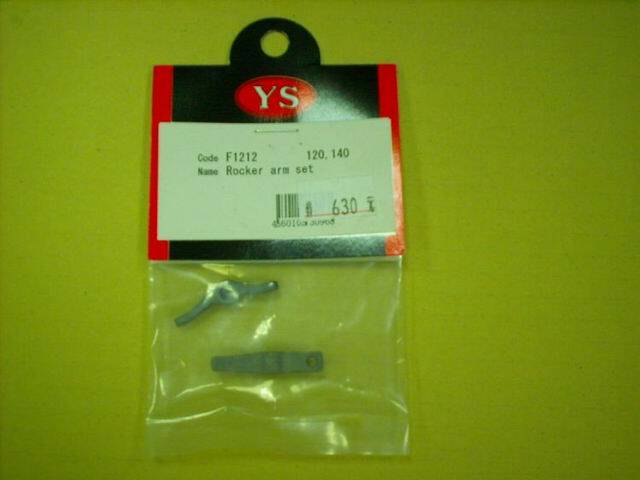 YS
Code F1212 120,140
Name Rocker arm set
630